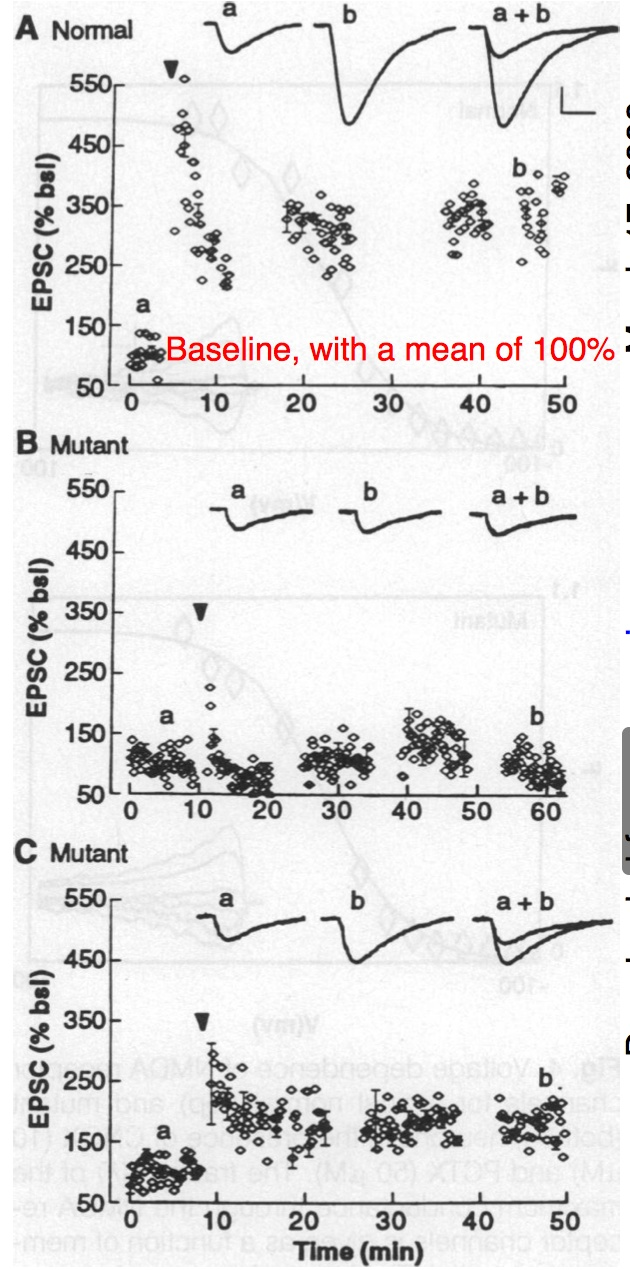 A Normal
a
b
a + b
550
450
350
250
150
50
EPSC (% bsl)
a
b
Baseline, with a mean of 100%
0 10 20 30 40 50
B Mutant
a
b
a + b
550
450
350
250
150
50
EPSC (% bsl)
a
b
0 10 20 30 40 50 60
C Mutant
a
b
a + b
550
450
350
250
150
50
EPSC (% bsl)
a
b
0 10 20 30 40 50
Time (min)